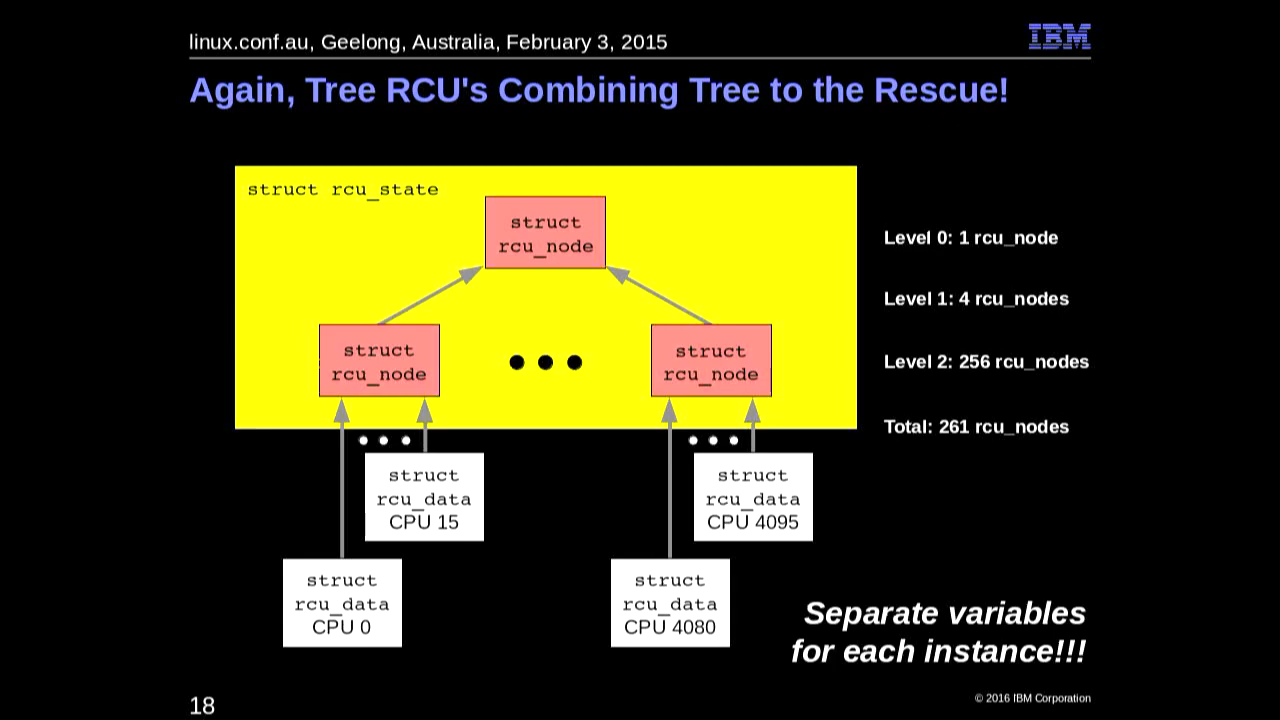 linux.conf.au, Geelong, Australia, February 3, 2015
IBM
Again, Tree RCU's Combining Tree to the Rescue!
struct rcu_state
struct
rcu_node
Level 0: 1 rcu_node
Level 1: 4 rcu_nodes
struct
rcu_node
struct
rcu_node
Level 2: 256 rcu_nodes
Total: 261 rcu_nodes
struct
rcu_data
CPU 15
struct
rcu_data
CPU 4095
struct
rcu_data
CPU 0
struct
rcu_data
CPU 4080
Separate variables
for each instance!!!
18
© 2016 IBM Corporation